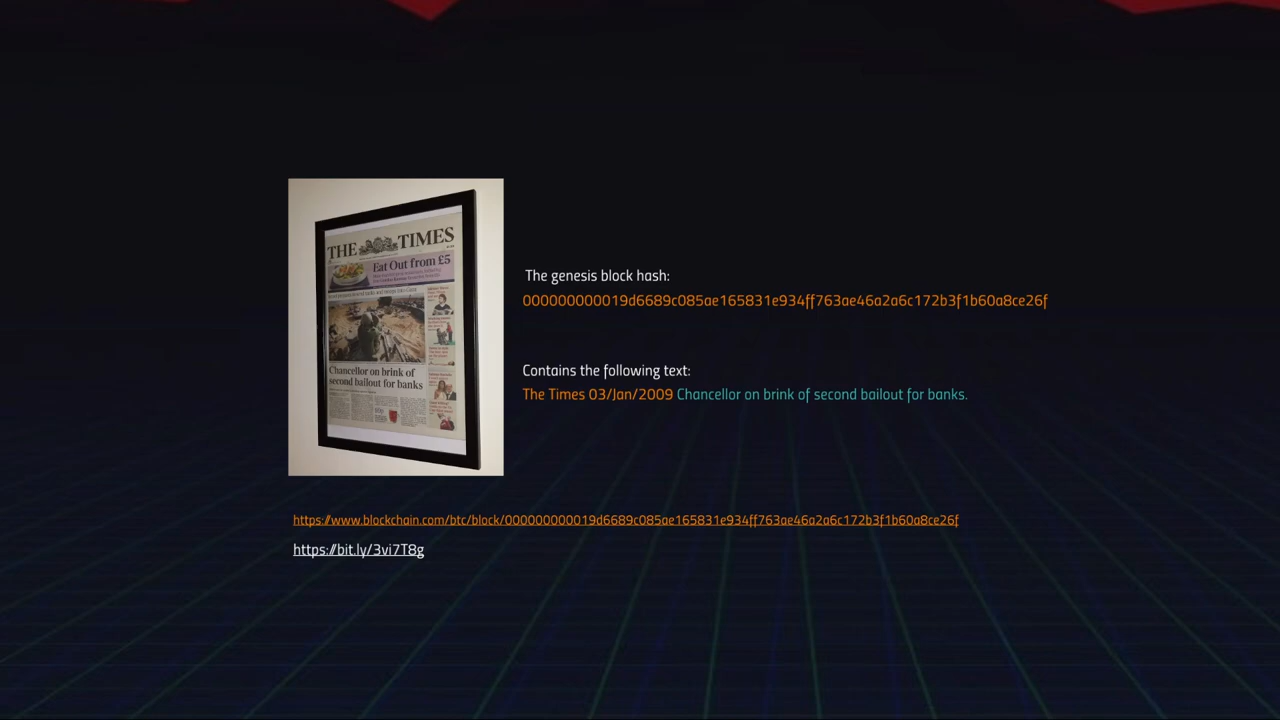 THE TIMES
Eat Out from £5
Chancellor on brink of
second bailout for banks
The genesis block hash:
000000000019d6689c085ae165831e934ff763ae46a2a6c172b3f1b60a8ce26f
Contains the following text:
The Times 03/Jan/2009 Chancellor on brink of second bailout for banks.
https://www.blockchain.com/btc/block/000000000019d6689c085ae165831e934ff763ae46a2a6c172b3f1b60a8ce26f
https://bit.ly/3vi7T8g